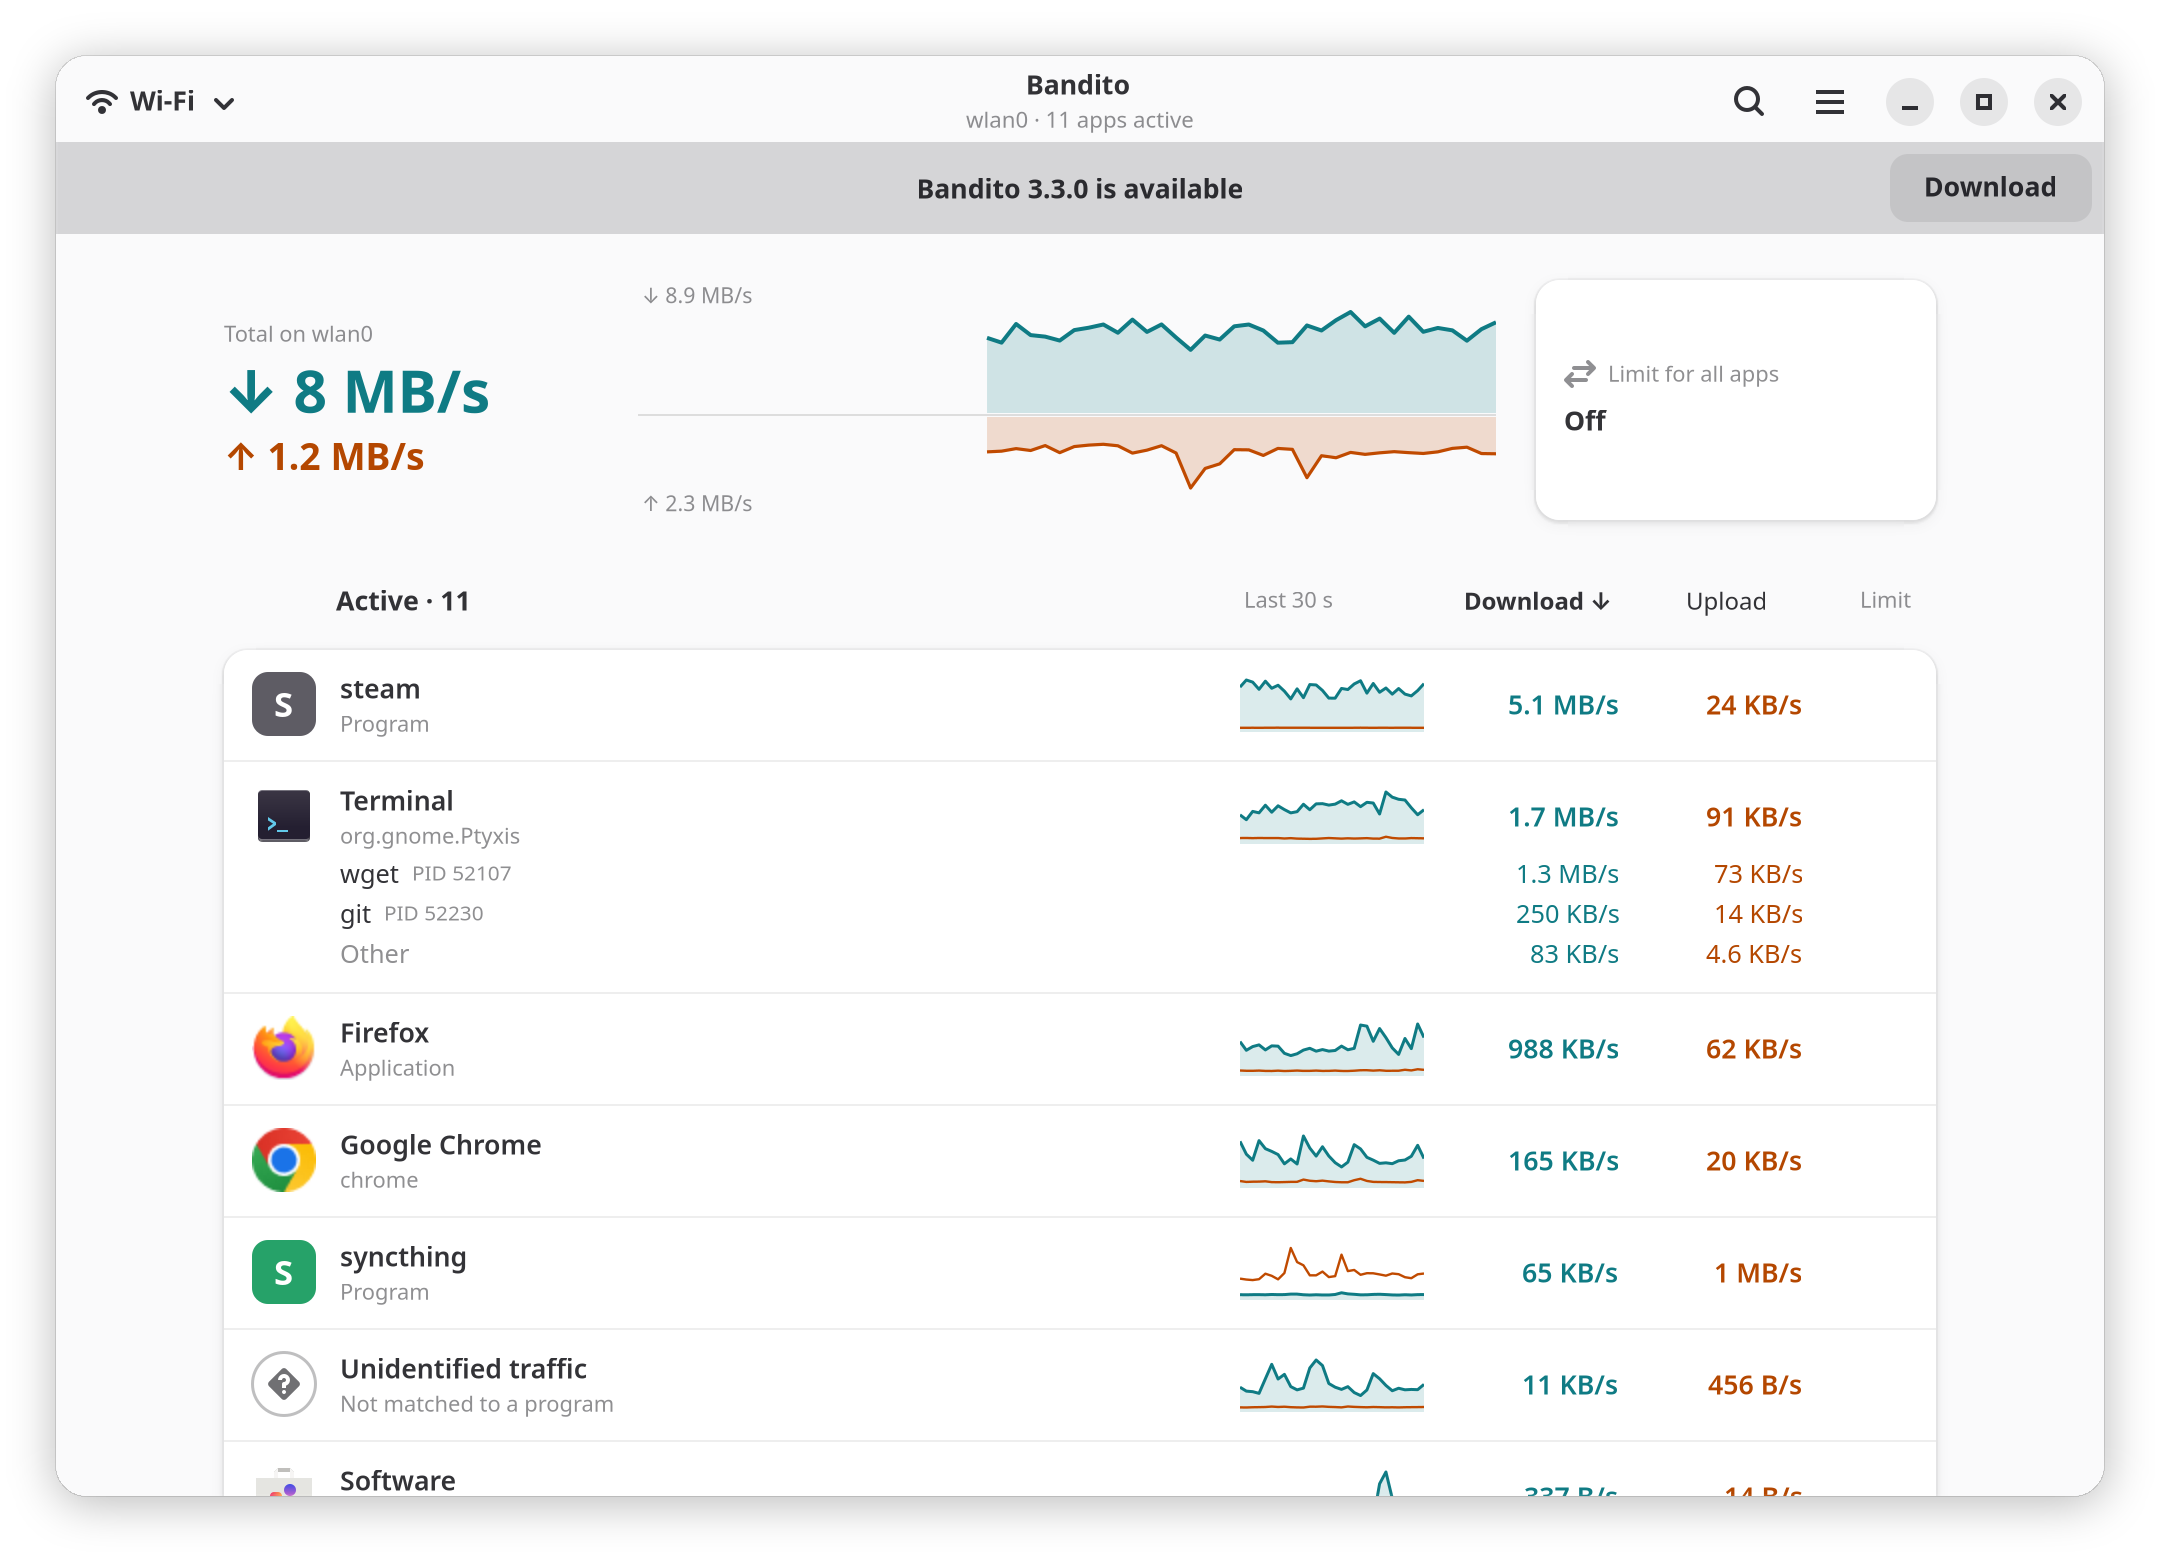 Wi-Fi
Bandito
wlan0 · 11 apps active
Bandito 3.3.0 is available
Download
Total on wlan0
↓ 8 MB/s
↑ 1.2 MB/s
↓ 8.9 MB/s
↑ 2.3 MB/s
Limit for all apps
Off
Active · 11
Last 30 s
Download ↓
Upload
Limit
S
steam
Program
5.1 MB/s
24 KB/s
>_
Terminal
org.gnome.Ptyxis
1.7 MB/s
91 KB/s
wget PID 52107
1.3 MB/s
73 KB/s
git PID 52230
250 KB/s
14 KB/s
Other
83 KB/s
4.6 KB/s
Firefox
Application
988 KB/s
62 KB/s
Google Chrome
chrome
165 KB/s
20 KB/s
S
syncthing
Program
65 KB/s
1 MB/s
?
Unidentified traffic
Not matched to a program
11 KB/s
456 B/s
Software
337 B/s
14 B/s